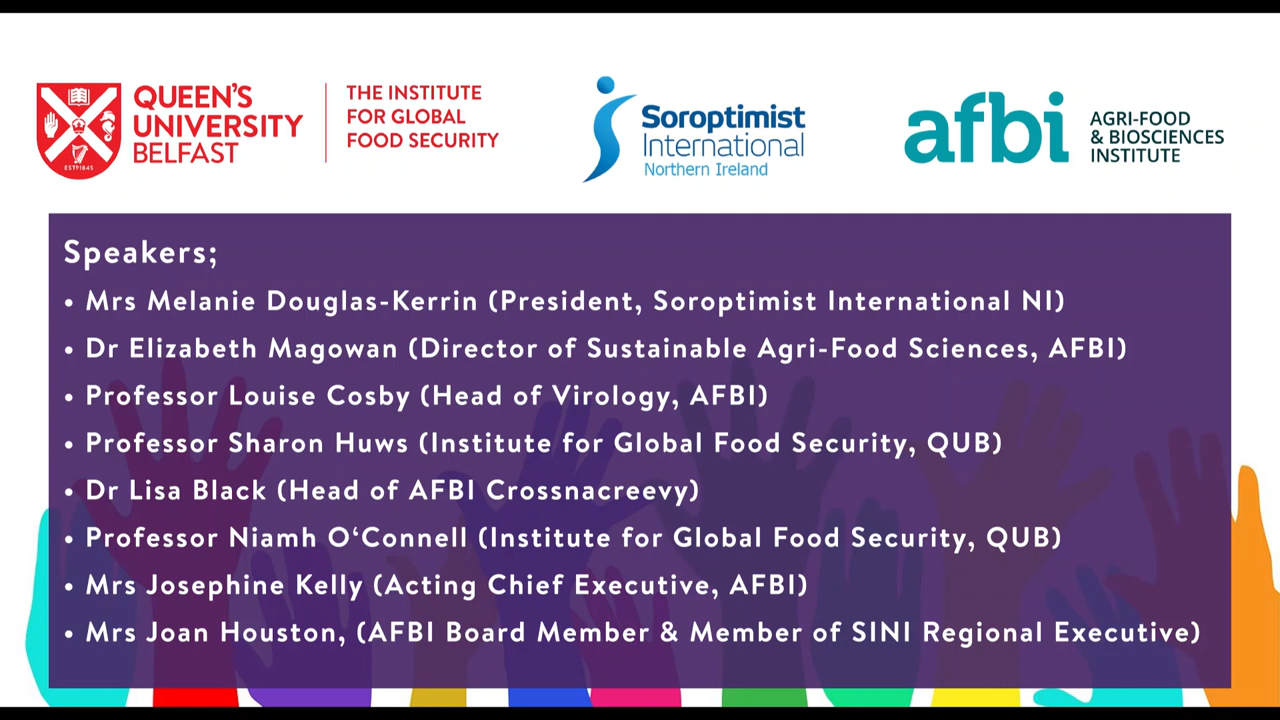 QUEEN'S
UNIVERSITY
BELFAST
ESTD1845
THE INSTITUTE
FOR GLOBAL
FOOD SECURITY
Soroptimist
International
Northern Ireland
afbi
AGRI-FOOD
& BIOSCIENCES
INSTITUTE
Speakers;
• Mrs Melanie Douglas-Kerrin (President, Soroptimist International NI)
• Dr Elizabeth Magowan (Director of Sustainable Agri-Food Sciences, AFBI)
• Professor Louise Cosby (Head of Virology, AFBI)
• Professor Sharon Huws (Institute for Global Food Security, QUB)
• Dr Lisa Black (Head of AFBI Crossnacreevy)
• Professor Niamh O‘Connell (Institute for Global Food Security, QUB)
• Mrs Josephine Kelly (Acting Chief Executive, AFBI)
• Mrs Joan Houston, (AFBI Board Member & Member of SINI Regional Executive)